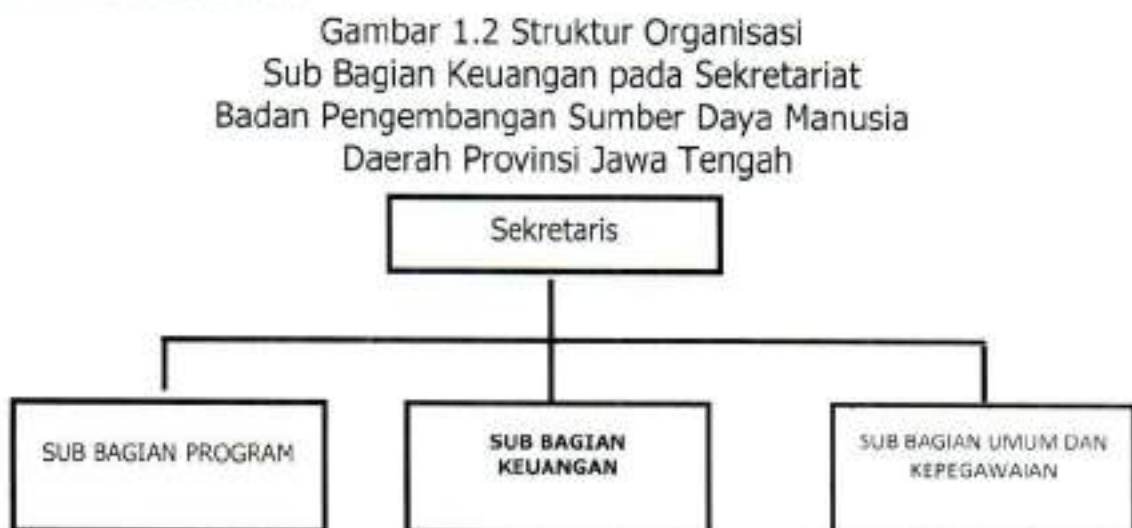 Gambar 1.2 Struktur Organisasi
Sub Bagian Keuangan pada Sekretariat
Badan Pengembangan Sumber Daya Manusia
Daerah Provinsi Jawa Tengah
Sekretaris
SUB BAGIAN PROGRAM
SUB BAGIAN
KEUANGAN
SUB BAGIAN UMUM DAN
KEPEGAWAIAN